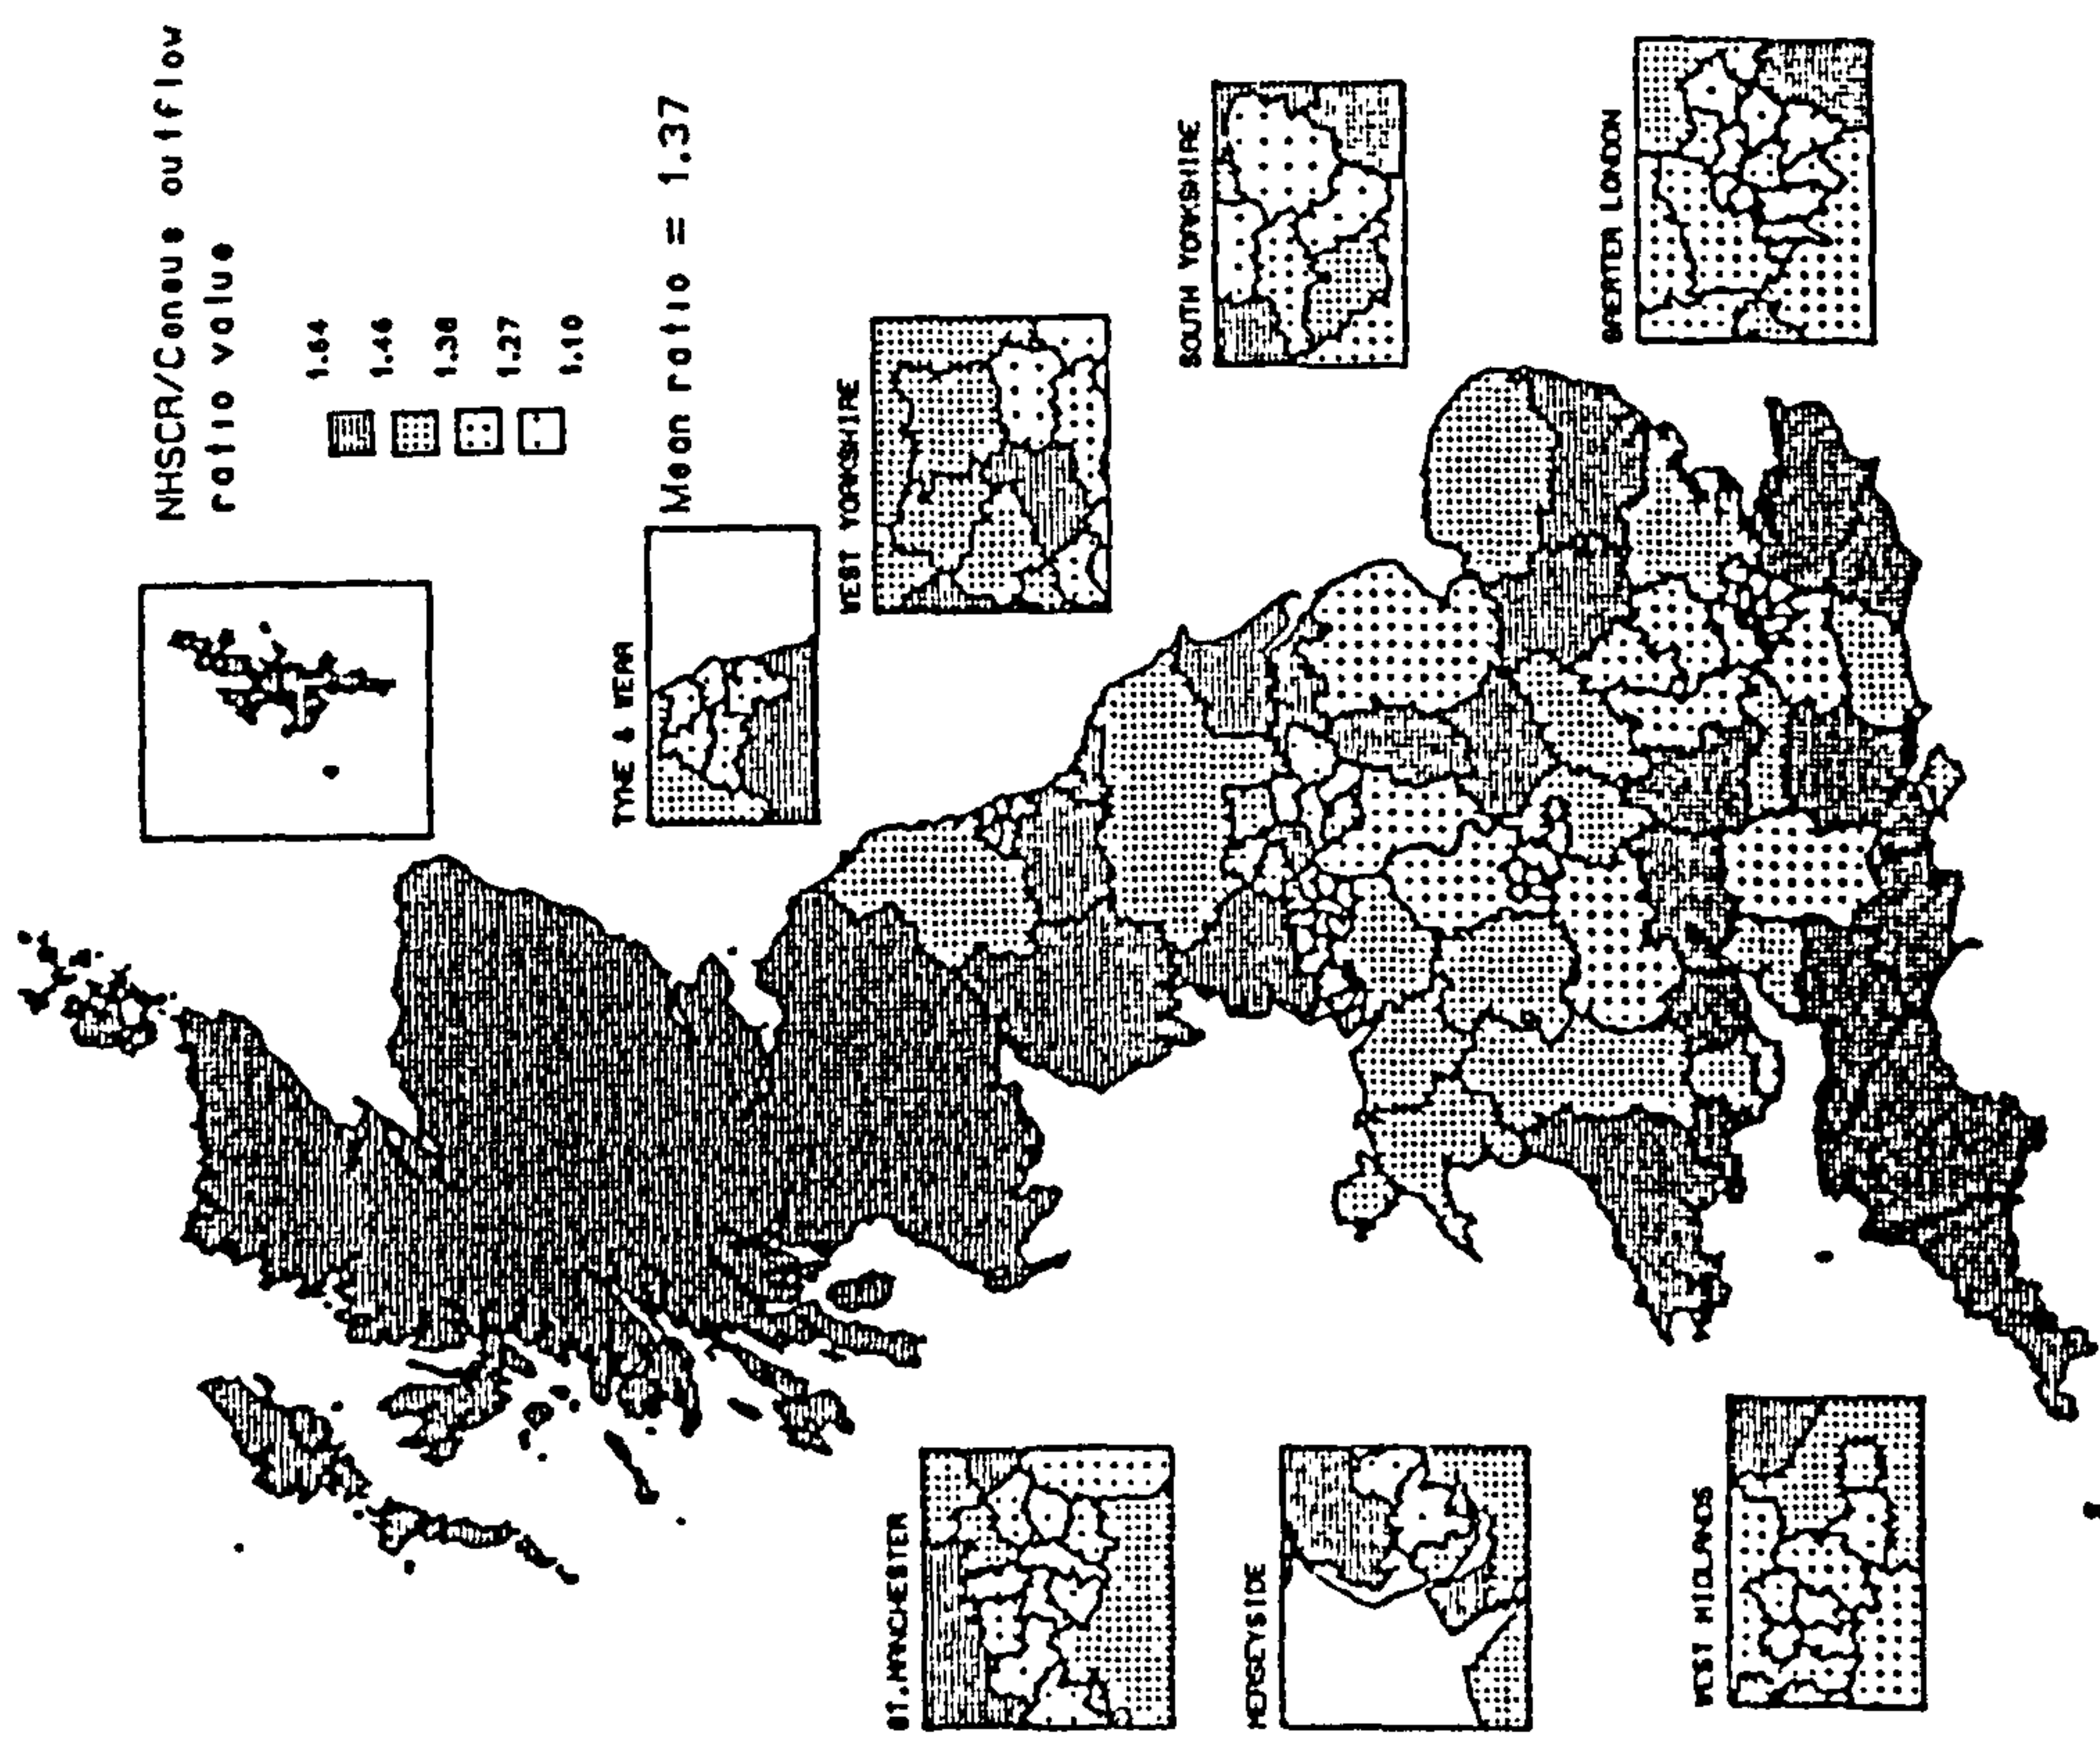 NHSCR/Census outflow
ratio value
1.64
1.46
1.36
1.27
1.10
Mean ratio = 1.37
TYNE & WEAR
WEST YORKSHIRE
SOUTH YORKSHIRE
GREATER LONDON
GT.MANCHESTER
MERSEYSIDE
WEST MIDLANDS